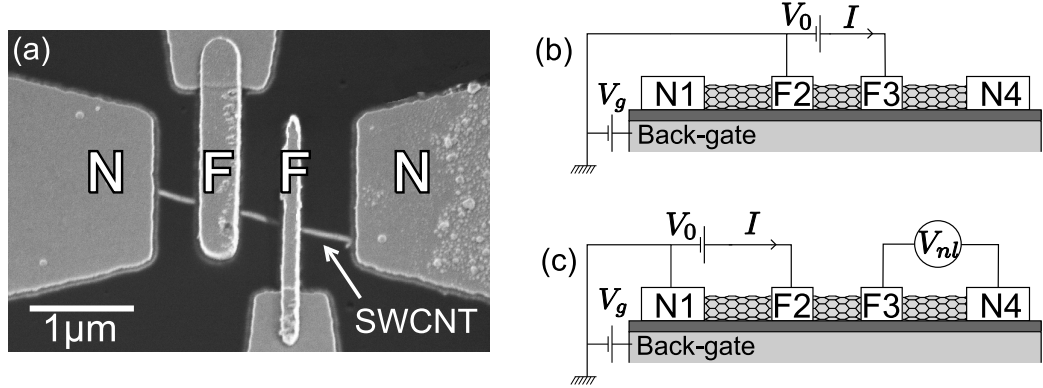 (a)
N F F N
1μm
SWCNT
(b)
V0 I
Vg
N1 F2 F3 N4
Back-gate
(c)
V0 I
Vnl
Vg
N1 F2 F3 N4
Back-gate